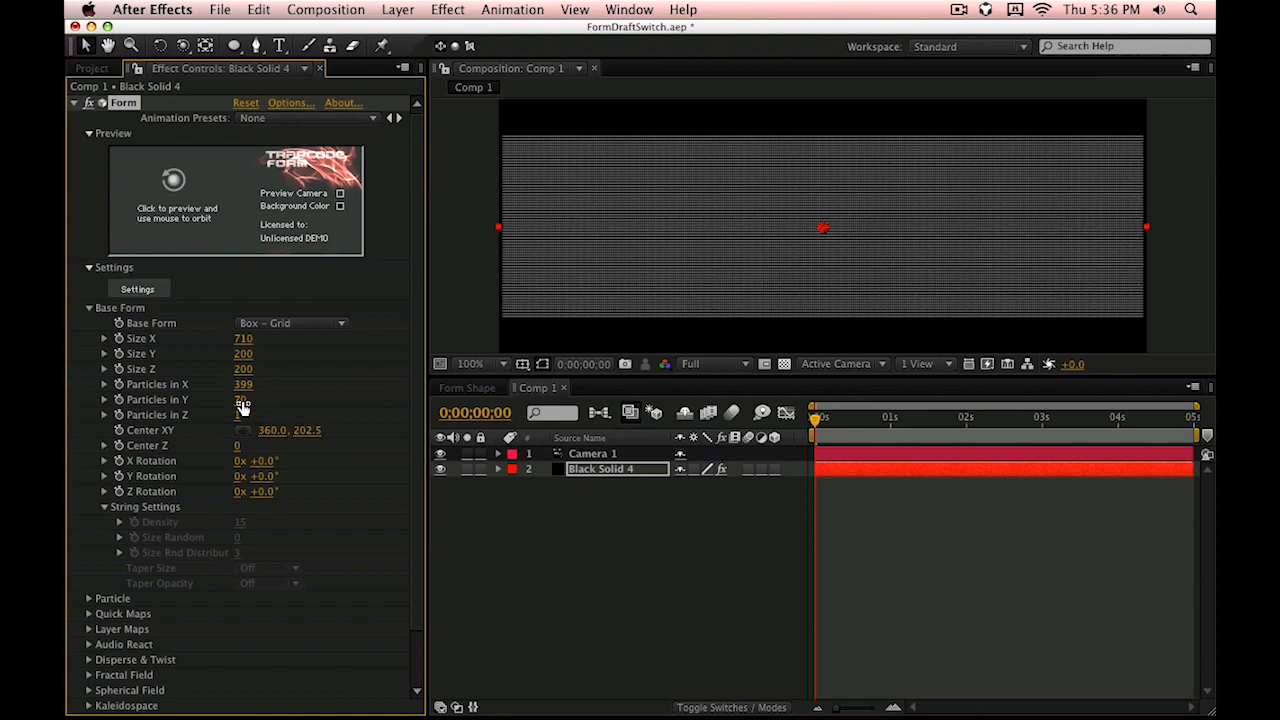 After Effects File Edit Composition Layer Effect Animation View Window Help Thu 5:36 PM
FormDraftSwitch.aep *
Workspace: Standard Search Help
Project Effect Controls: Black Solid 4 Composition: Comp 1
Comp 1 • Black Solid 4
Comp 1
Form Reset Options... About...
Animation Presets: None
Preview
TRAPCODE
FORM
Click to preview and
use mouse to orbit
Preview Camera
Background Color
Licensed to:
Unlicensed DEMO
Settings
Settings
Base Form
Base Form Box - Grid
Size X 710
Size Y 200
Size Z 200
Particles in X 399
Particles in Y 70
Particles in Z
Center XY 360.0, 202.5
Center Z 0
X Rotation 0x +0.0°
Y Rotation 0x +0.0°
Z Rotation 0x +0.0°
String Settings
Density 15
Size Random 0
Size Rnd Distribut 3
Taper Size Off
Taper Opacity Off
Particle
Quick Maps
Layer Maps
Audio React
Disperse & Twist
Fractal Field
Spherical Field
Kaleidospace
100% 0;00;00;00 Full Active Camera 1 View +0.0
Form Shape Comp 1
0;00;00;00
00s 01s 02s 03s 04s 05s
# Source Name
1 Camera 1
2 Black Solid 4
Toggle Switches / Modes